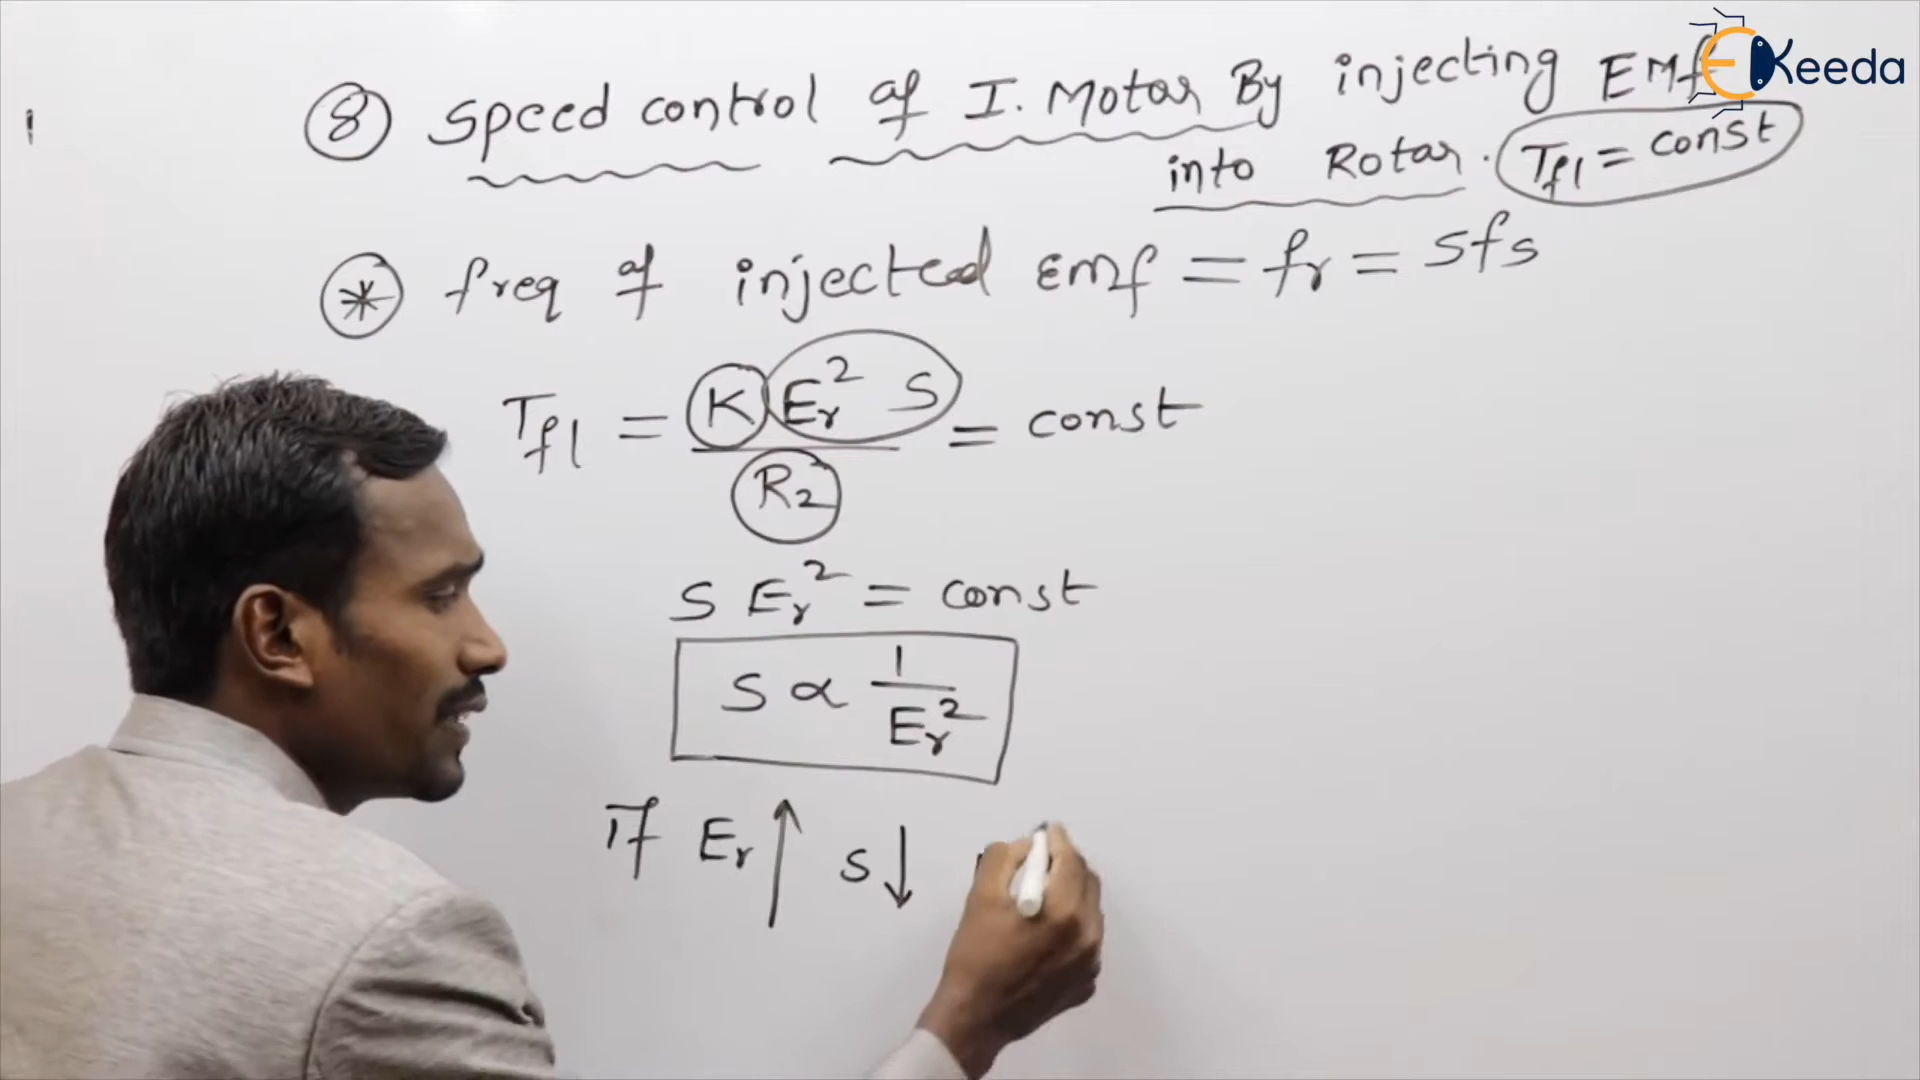 EKeeda
⑧ Speed control of I. Motor By injecting EMf
into Rotor. Tfl = const
* freq of injected emf = fr = sfs
Tfl = K Er² S / R2 = const
S Er² = const
S ∝ 1 / Er²
if Er ↑ S ↓